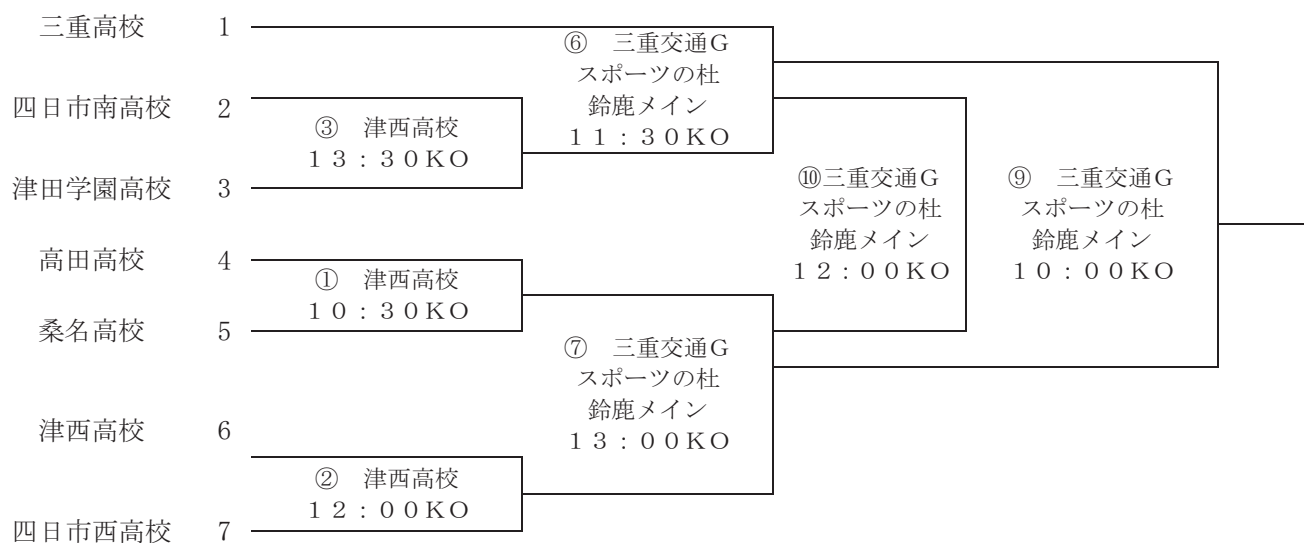 三重高校 1
⑥ 三重交通G
スポーツの杜
鈴鹿メイン
11:30KO
四日市南高校 2
③ 津西高校
13:30KO
津田学園高校 3
⑩三重交通G
スポーツの杜
鈴鹿メイン
12:00KO
⑨ 三重交通G
スポーツの杜
鈴鹿メイン
10:00KO
高田高校 4
① 津西高校
10:30KO
桑名高校 5
⑦ 三重交通G
スポーツの杜
鈴鹿メイン
13:00KO
津西高校 6
② 津西高校
12:00KO
四日市西高校 7